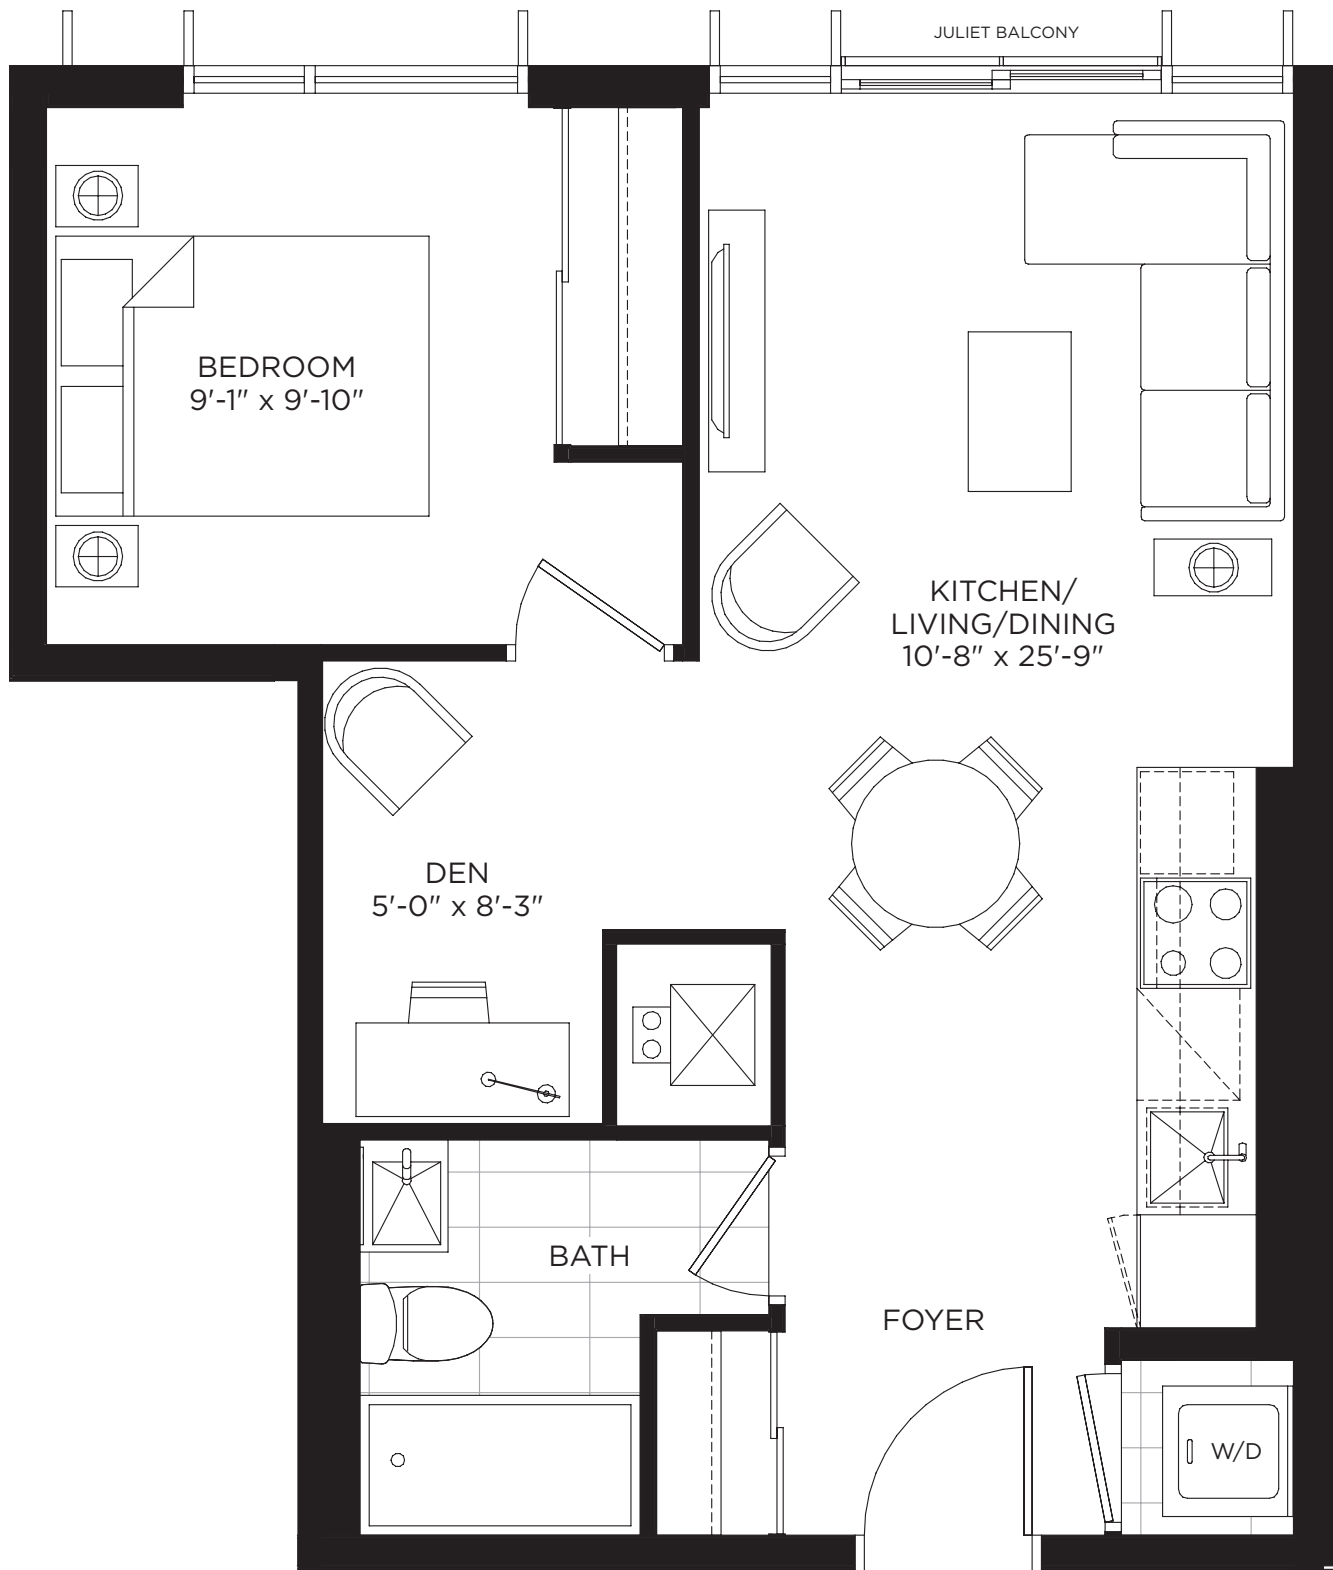 JULIET BALCONY
BEDROOM
9'-1" x 9'-10"
KITCHEN/
LIVING/DINING
10'-8" x 25'-9"
DEN
5'-0" x 8'-3"
BATH
FOYER
W/D